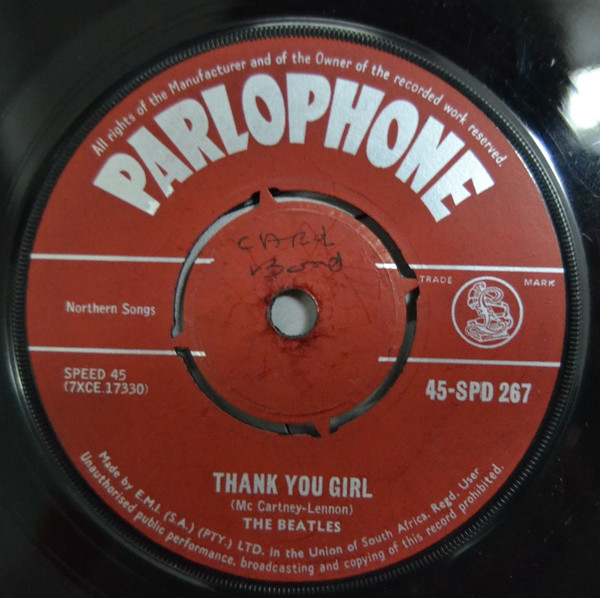 All rights of the Manufacturer and of the Owner of the recorded work reserved.
PARLOPHONE
CAROL
TRADE MARK
Northern Songs
SPEED 45
(7XCE.17330)
45-SPD 267
THANK YOU GIRL
(Mc Cartney-Lennon)
THE BEATLES
Made by E.M.I. (S.A.) (PTY.) LTD. in the Union of South Africa. Regd. User
Unauthorised public performance, broadcasting and copying of this record prohibited.